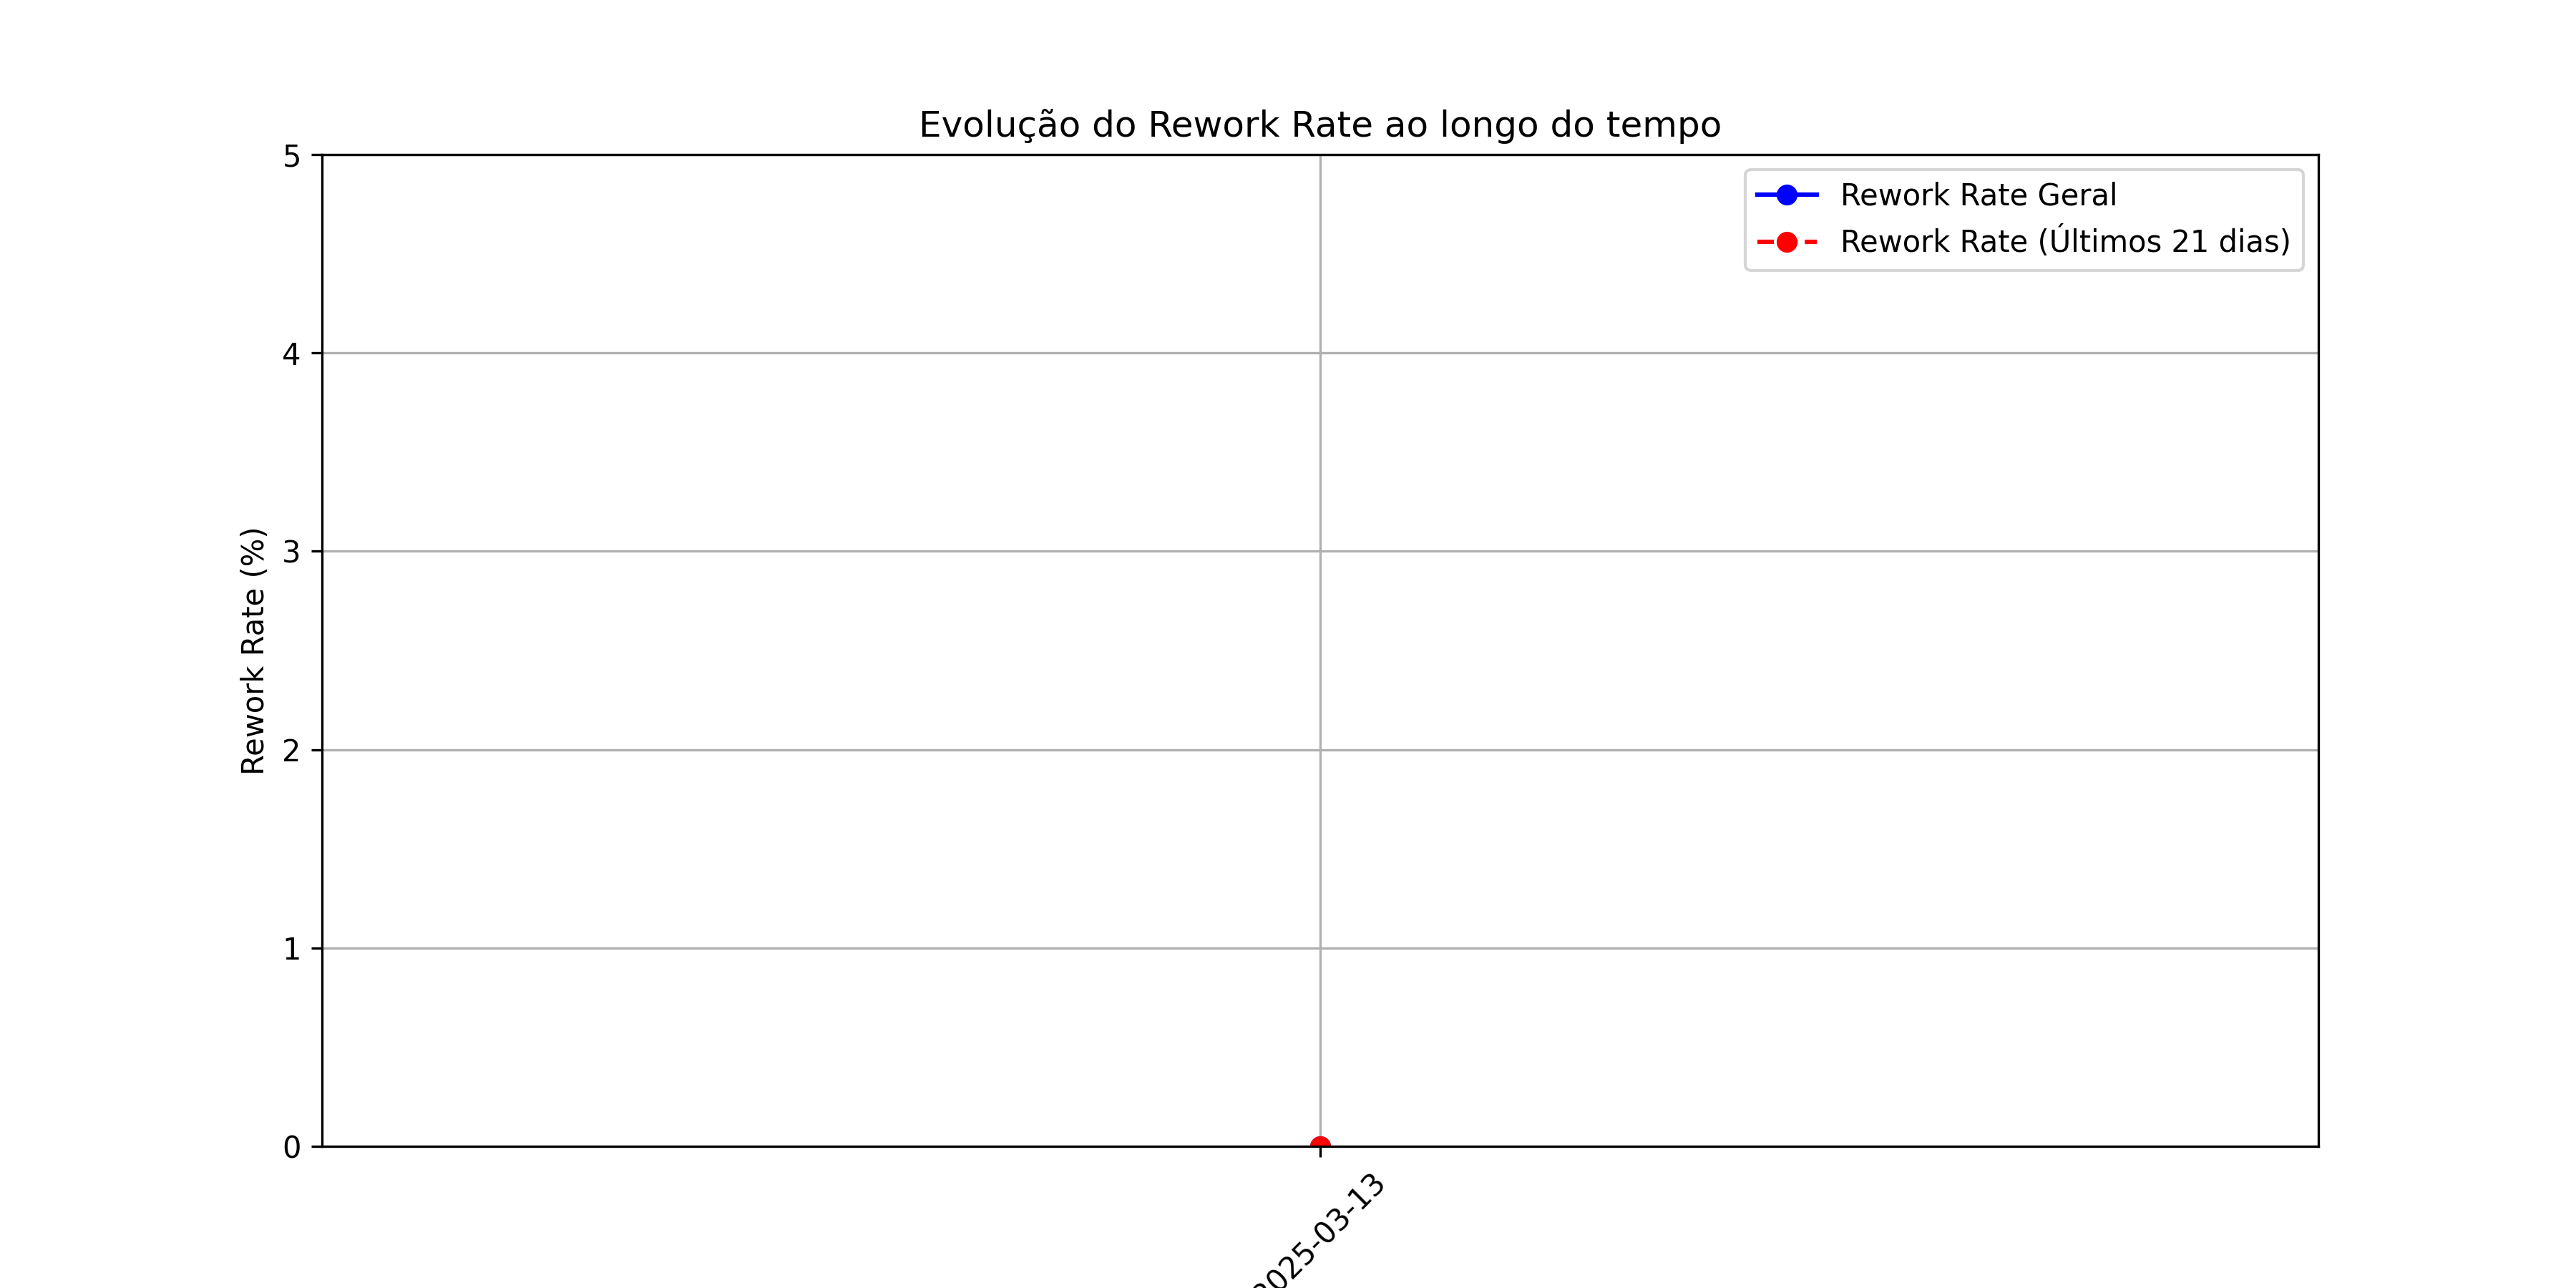 Evolução do Rework Rate ao longo do tempo
Rework Rate Geral
Rework Rate (Últimos 21 dias)
Rework Rate (%)
5
4
3
2
1
0
2025-03-13